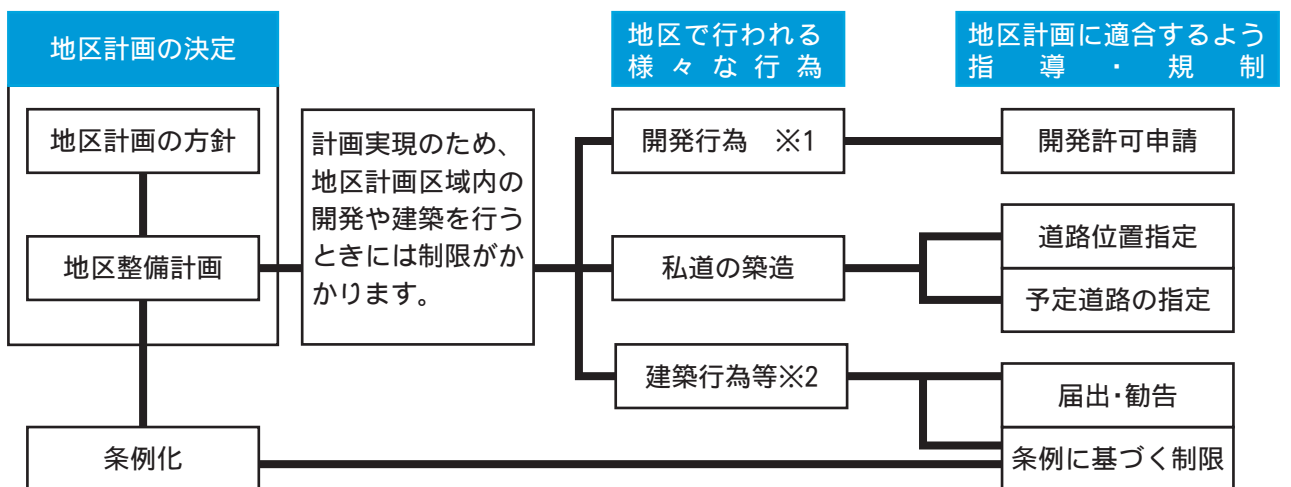 地区計画の決定
地区計画の方針
地区整備計画
条例化
計画実現のため、
地区計画区域内の
開発や建築を行う
ときには制限がか
かります。
地区で行われる
様々な行為
開発行為　※1
私道の築造
建築行為等※2
地区計画に適合するよう
指導・規制
開発許可申請
道路位置指定
予定道路の指定
届出・勧告
条例に基づく制限